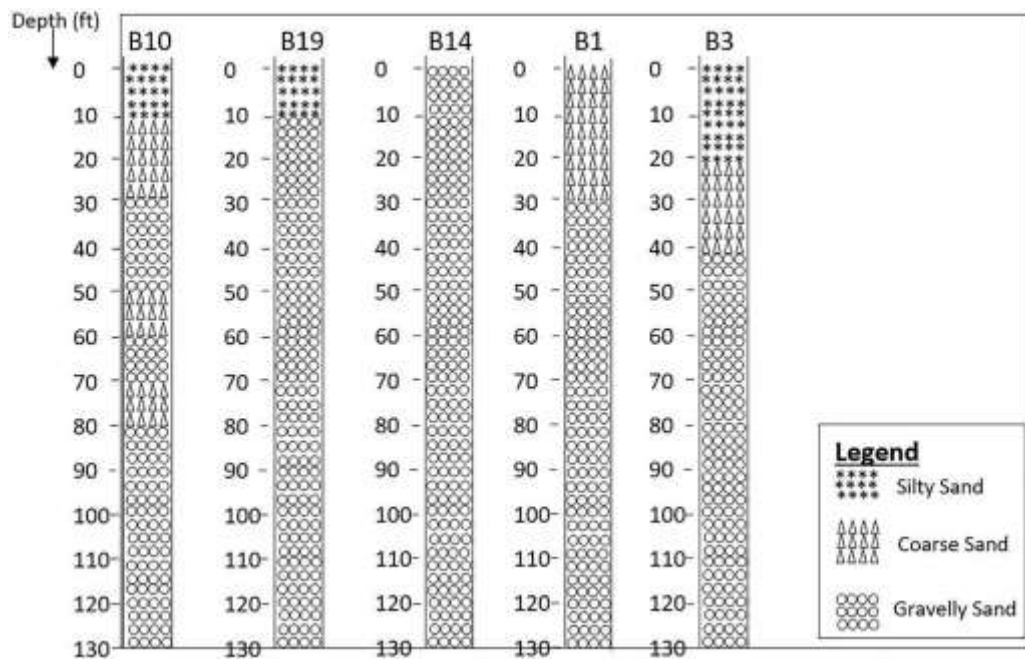 Depth (ft)
B10 B19 B14 B1 B3
0 0 0 0 0
10 10 10 10 10
20 20 20 20 20
30 30 30 30 30
40 40 40 40 40
50 50 50 50 50
60 60 60 60 60
70 70 70 70 70
80 80 80 80 80
90 90 90 90 90
100 100 100 100 100
110 110 110 110 110
120 120 120 120 120
130 130 130 130 130
Legend
Silty Sand
Coarse Sand
Gravelly Sand